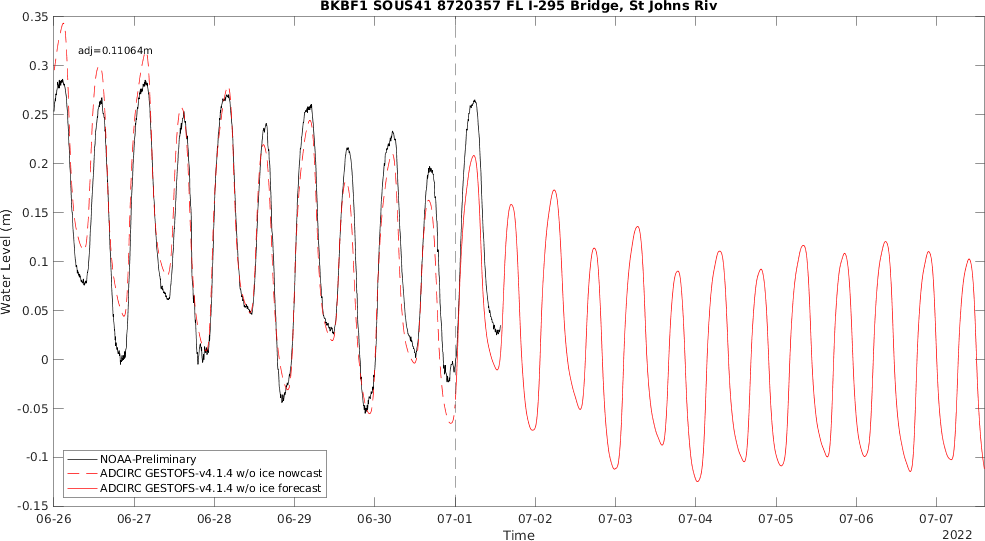 BKBF1 SOUS41 8720357 FL I-295 Bridge, St Johns Riv
adj=0.11064m
0.35
0.3
0.25
0.2
0.15
0.1
0.05
0
-0.05
-0.1
-0.15
Water Level (m)
NOAA-Preliminary
ADCIRC GESTOFS-v4.1.4 w/o ice nowcast
ADCIRC GESTOFS-v4.1.4 w/o ice forecast
06-26 06-27 06-28 06-29 06-30 07-01 07-02 07-03 07-04 07-05 07-06 07-07
Time
2022